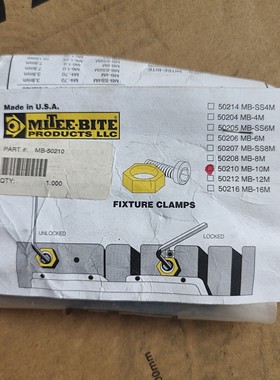 Made in U.S.A.
MITEE-BITE
PRODUCTS LLC
PART #: MB-50210
QTY: 1.000
50214 MB-SS4M
50204 MB-4M
50205 MB-SS6M
50206 MB-6M
50207 MB-SS8M
50208 MB-8M
50210 MB-10M
50212 MB-12M
50216 MB-16M
FIXTURE CLAMPS
UNLOCKED
LOCKED